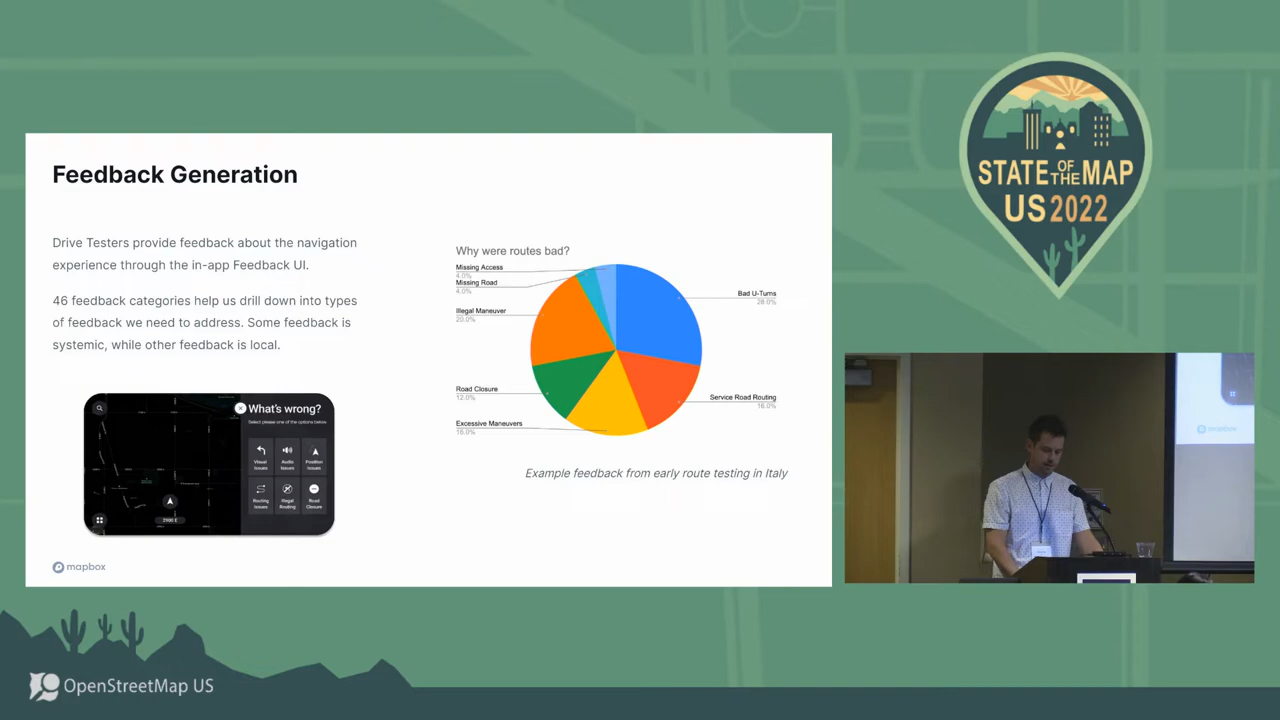 Feedback Generation
Drive Testers provide feedback about the navigation
experience through the in-app Feedback UI.
46 feedback categories help us drill down into types
of feedback we need to address. Some feedback is
systemic, while other feedback is local.
What's wrong?
Select please one of the options below
Visual
Issues
Audio
Issues
Position
Issues
Routing
Issues
Illegal
Routing
Road
Closure
2900 E
mapbox
Why were routes bad?
Missing Access
4.0%
Missing Road
4.0%
Illegal Maneuver
20.0%
Road Closure
12.0%
Excessive Maneuvers
16.0%
Bad U-Turns
28.0%
Service Road Routing
16.0%
Example feedback from early route testing in Italy
STATE OF THE MAP
US 2022
mapbox
OpenStreetMap US